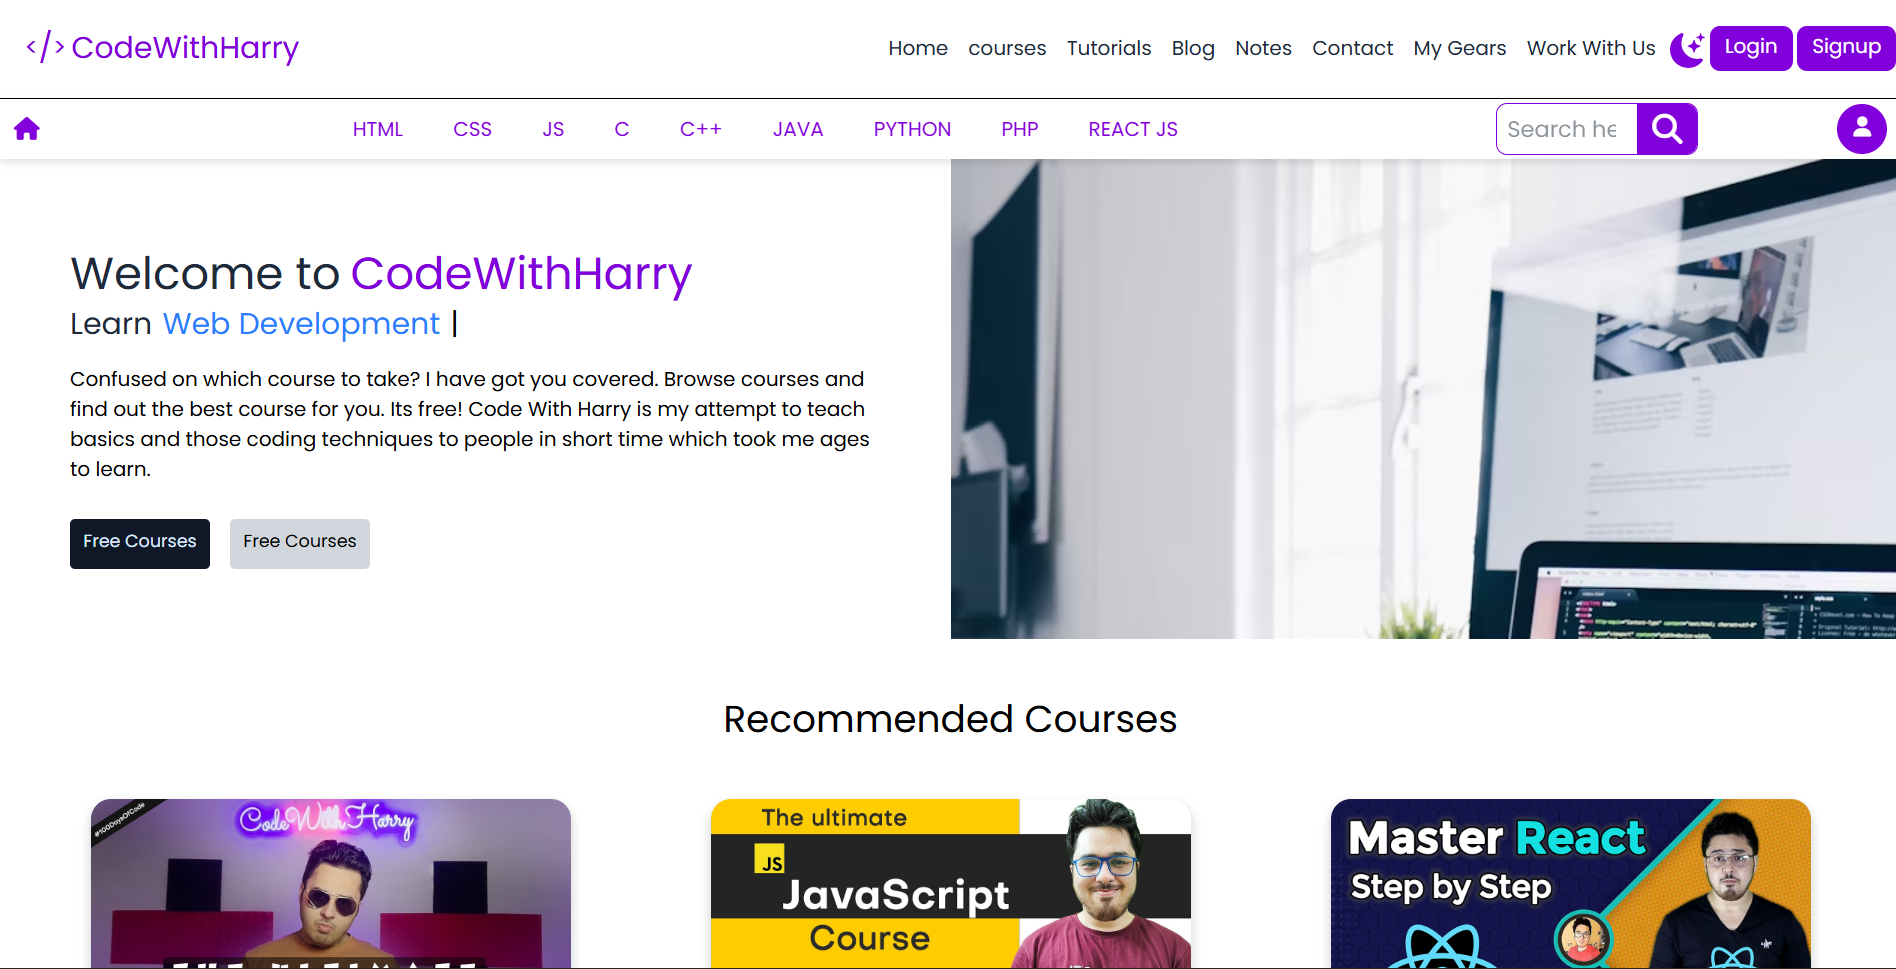 </> CodeWithHarry
Home courses Tutorials Blog Notes Contact My Gears Work With Us Login Signup
HTML CSS JS C C++ JAVA PYTHON PHP REACT JS
Search he
Welcome to CodeWithHarry
Learn Web Development |
Confused on which course to take? I have got you covered. Browse courses and
find out the best course for you. Its free! Code With Harry is my attempt to teach
basics and those coding techniques to people in short time which took me ages
to learn.
Free Courses Free Courses
Recommended Courses
#100DaysOfCode
CodeWithHarry
The ultimate
JS
JavaScript
Course
Master React
Step by Step